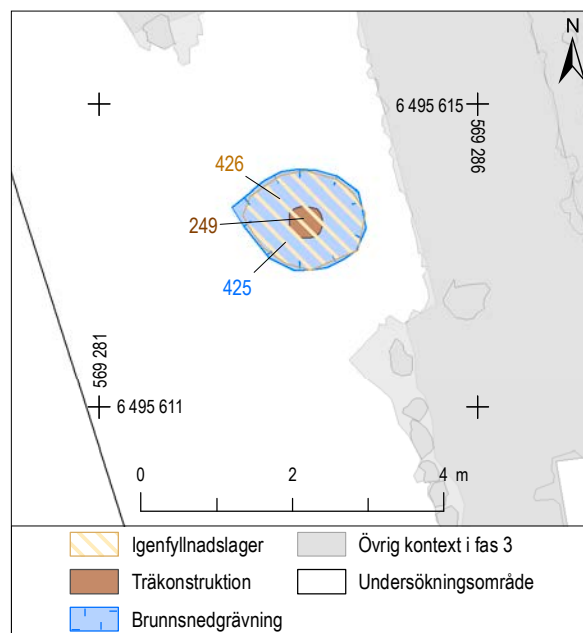 N
6 495 615
569 286
426
249
425
569 281
6 495 611
0 2 4 m
Igenfyllnadslager
Övrig kontext i fas 3
Träkonstruktion
Undersökningsområde
Brunnsnedgrävning